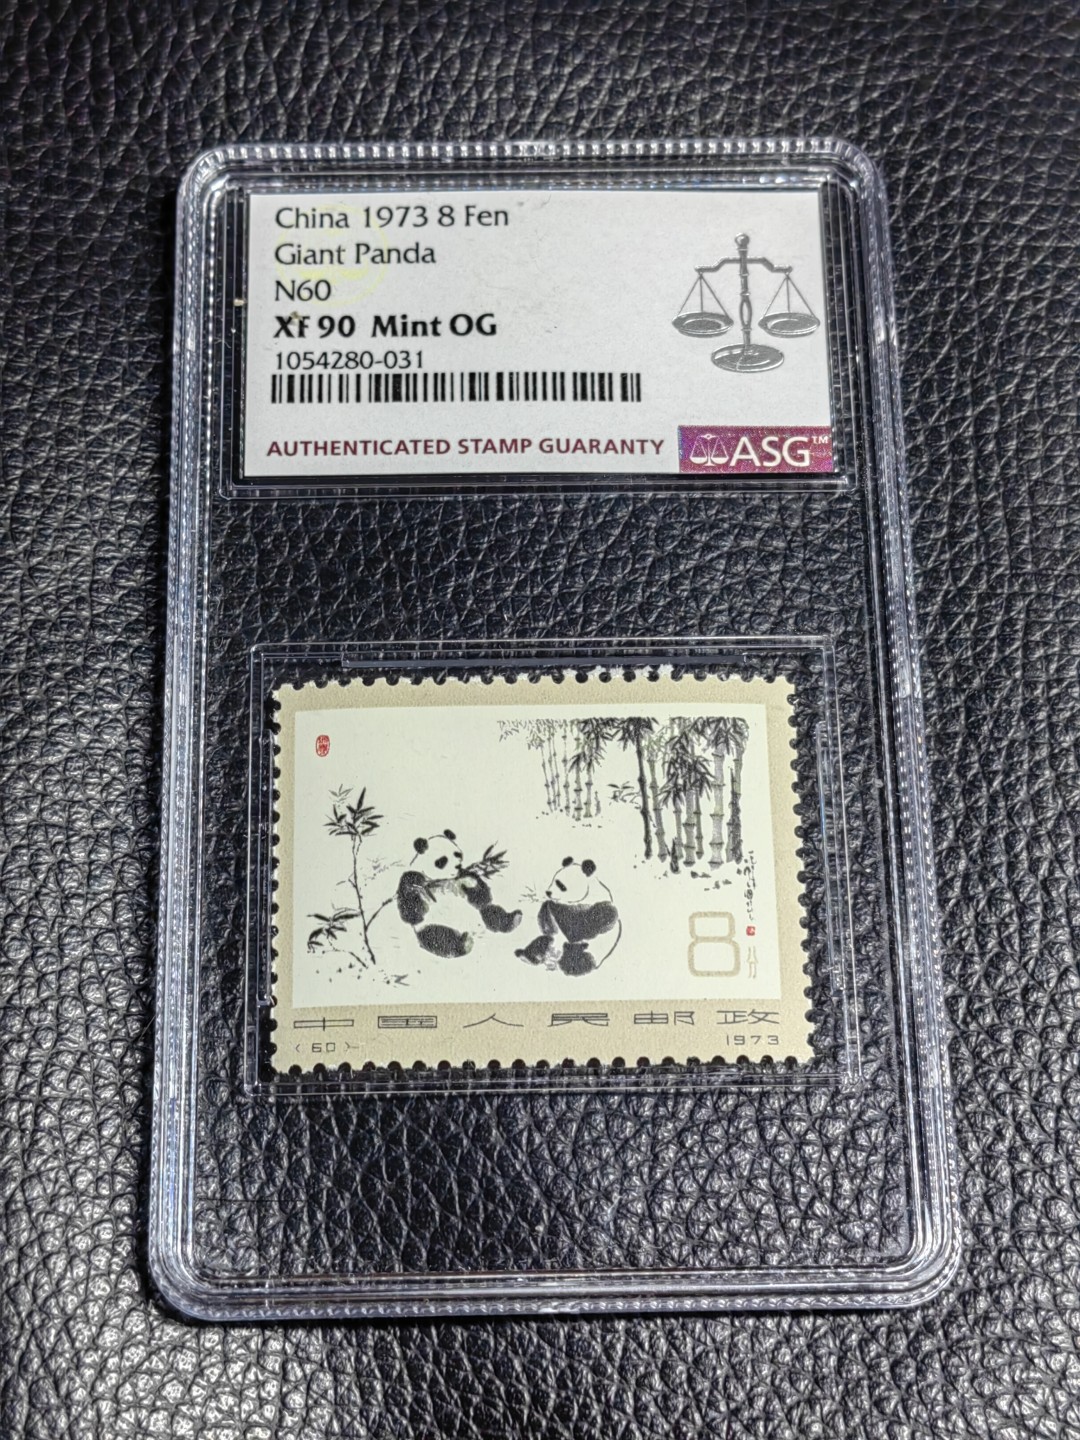 China 1973 8 Fen
Giant Panda
N60
XF 90 Mint OG
1054280-031
AUTHENTICATED STAMP GUARANTY
ASG™
8分
中国人民邮政
(60)
1973